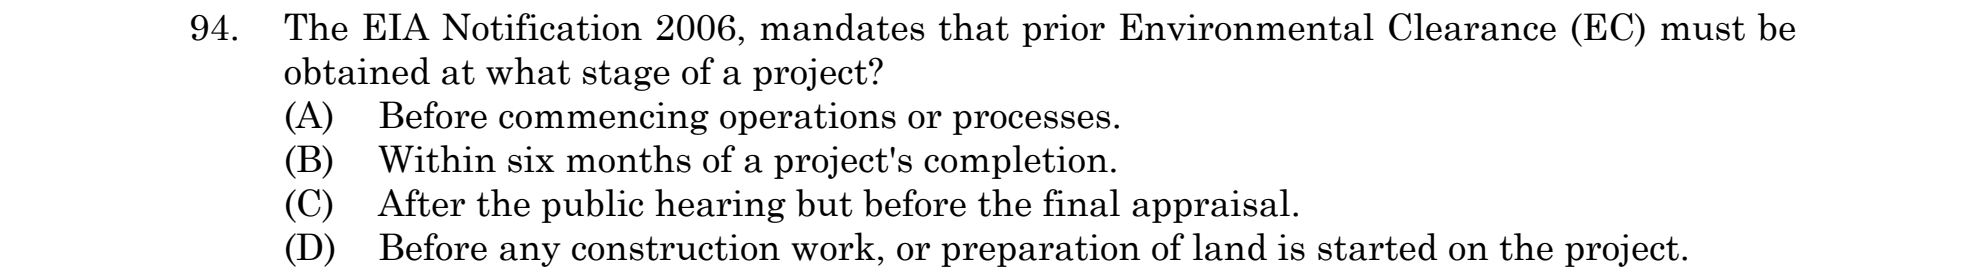 94. The EIA Notification 2006, mandates that prior Environmental Clearance (EC) must be
obtained at what stage of a project?
(A) Before commencing operations or processes.
(B) Within six months of a project's completion.
(C) After the public hearing but before the final appraisal.
(D) Before any construction work, or preparation of land is started on the project.